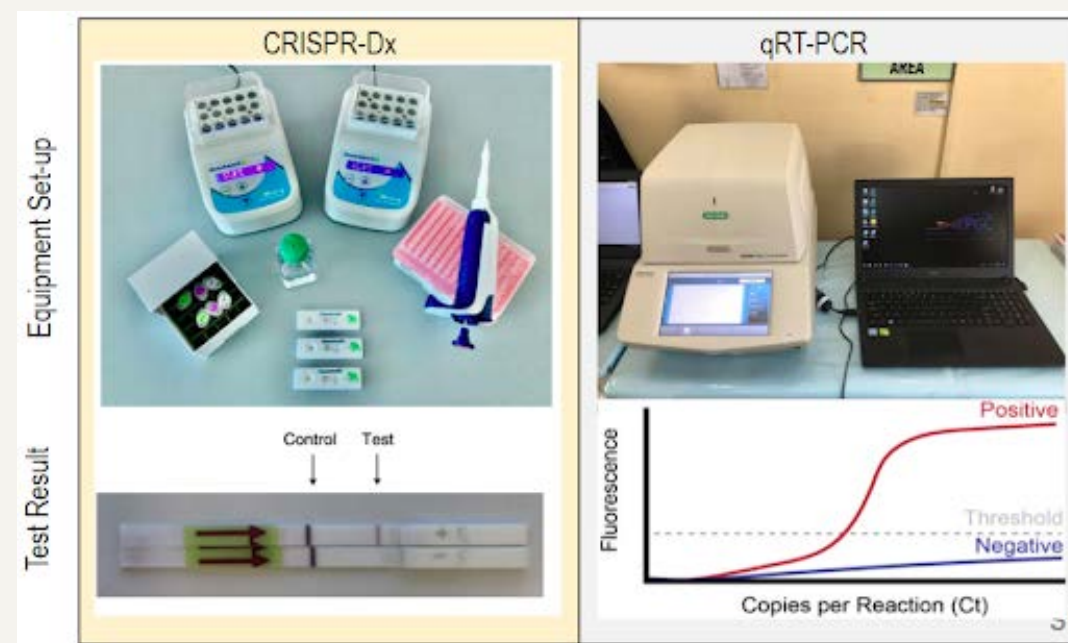 CRISPR-Dx
qRT-PCR
Equipment Set-up
AREA
Test Result
Control Test
Positive
Threshold
Negative
Fluorescence
Copies per Reaction (Ct)